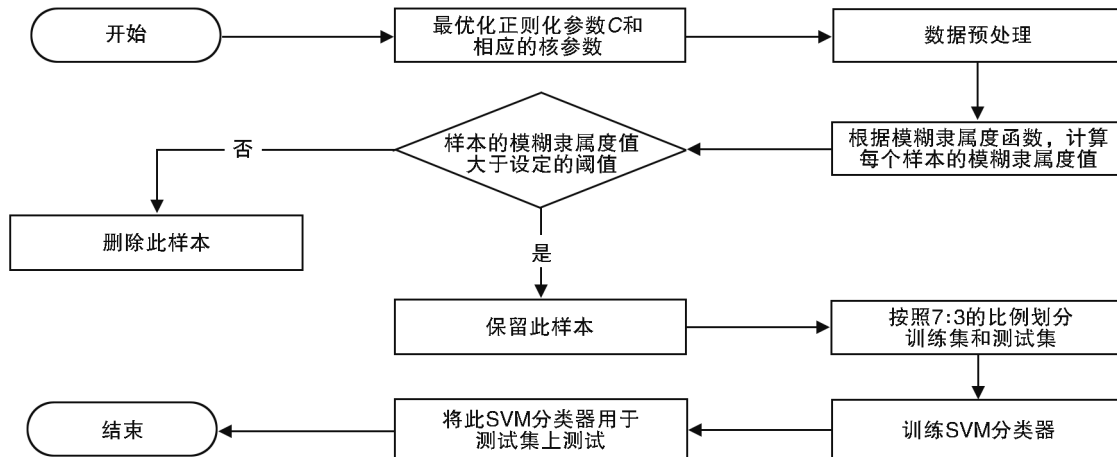 开始
最优化正则化参数C和
相应的核参数
数据预处理
样本的模糊隶属度值
大于设定的阈值
根据模糊隶属度函数，计算
每个样本的模糊隶属度值
否
删除此样本
是
保留此样本
按照7:3的比例划分
训练集和测试集
结束
将此SVM分类器用于
测试集上测试
训练SVM分类器